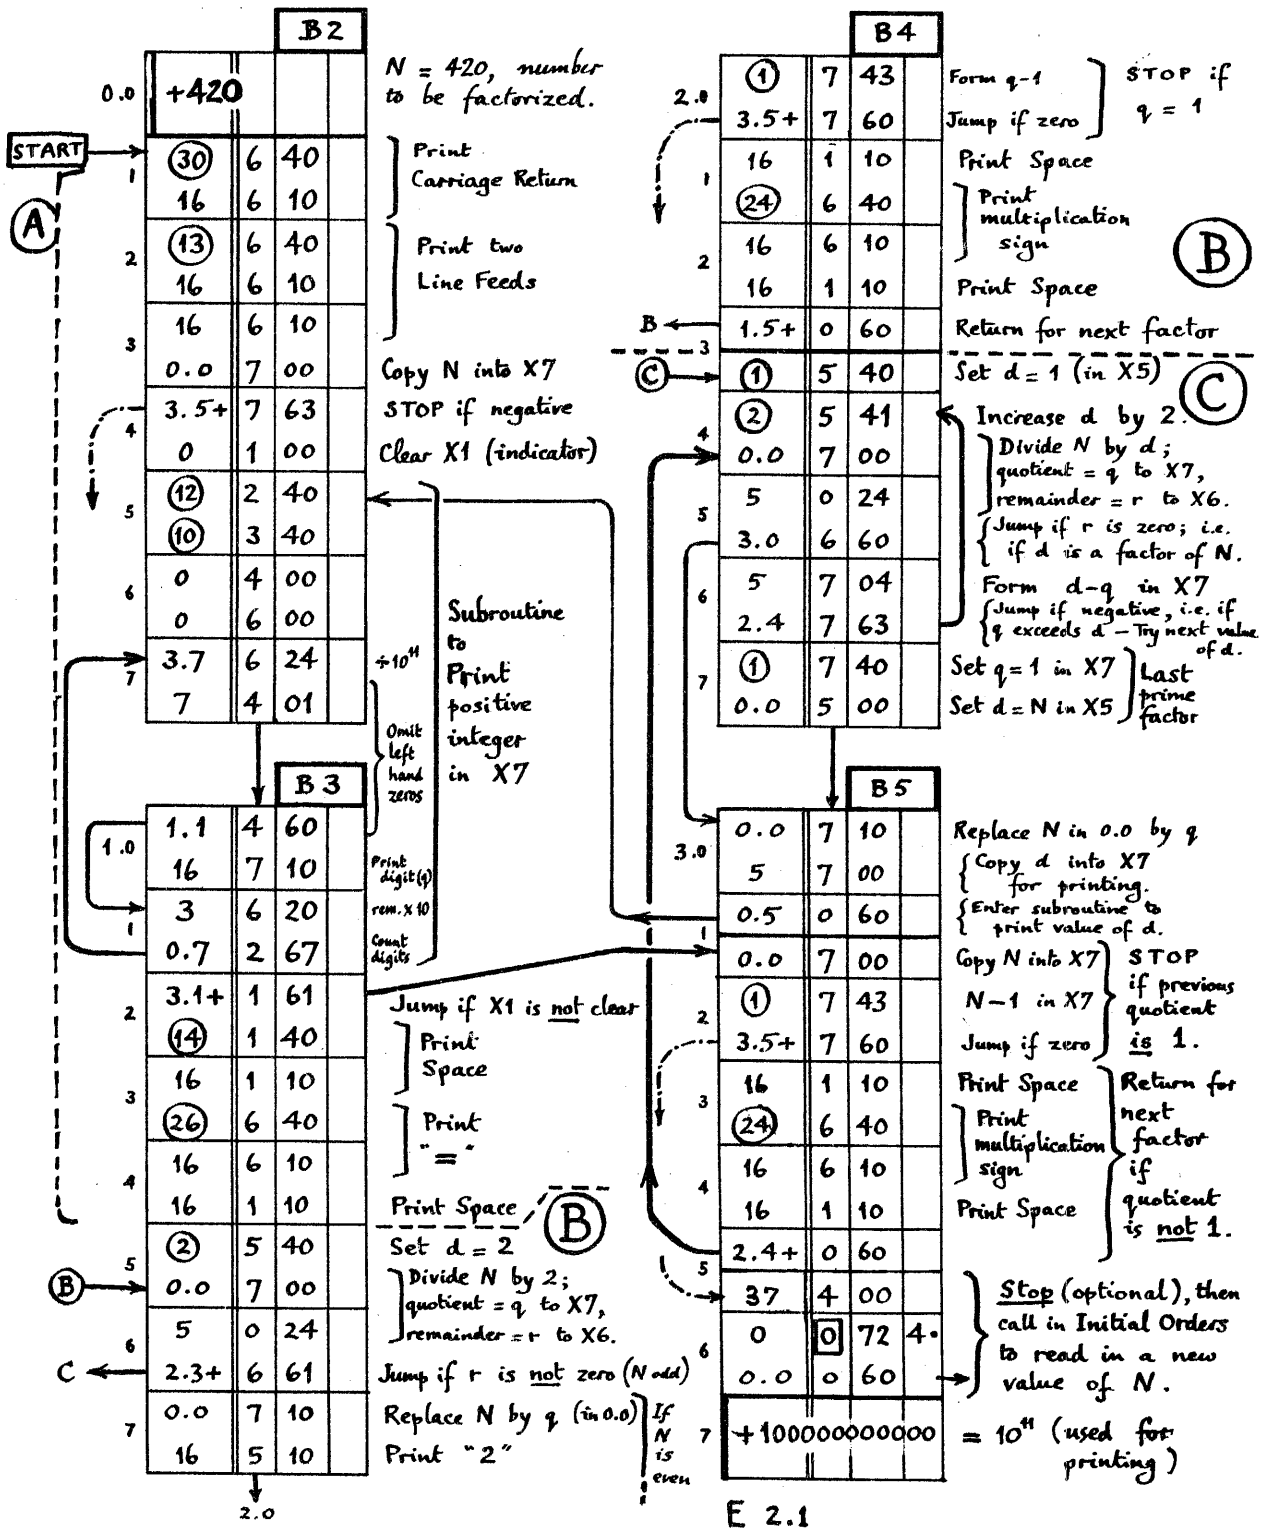 B2
0.0 +420
N = 420, number
to be factorized.
START
A
1 (30) 6 40
16 6 10
Print
Carriage Return
2 (13) 6 40
16 6 10
3 16 6 10
Print two
Line Feeds
0.0 7 00 Copy N into X7
4 3.5+ 7 63 STOP if negative
0 1 00 Clear X1 (indicator)
5 (12) 2 40
(10) 3 40
6 0 4 00
0 6 00
7 3.7 6 24 ÷10¹¹
7 4 01
Omit
left
hand
zeros
Subroutine
to
Print
positive
integer
in X7
B3
1.0 1.1 4 60
16 7 10 Print digit (q)
1 3 6 20 rem. x 10
0.7 2 67 Count digits
2 3.1+ 1 61 Jump if X1 is not clear
(14) 1 40
3 16 1 10
Print
Space
(26) 6 40
4 16 6 10
Print
"="
16 1 10 Print Space
B
5 (2) 5 40 Set d = 2
B 0.0 7 00
6 5 0 24
Divide N by 2;
quotient = q to X7,
remainder = r to X6.
C 2.3+ 6 61 Jump if r is not zero (N odd)
7 0.0 7 10 Replace N by q (in 0.0)
16 5 10 Print "2"
If
N
is
even
2.0
B4
2.0 (1) 7 43 Form q-1
3.5+ 7 60 Jump if zero
STOP if
q = 1
1 16 1 10 Print Space
(24) 6 40
2 16 6 10
Print
multiplication
sign
B
16 1 10 Print Space
B 3 1.5+ 0 60 Return for next factor
C (1) 5 40 Set d = 1 (in X5)
C
4 (2) 5 41 Increase d by 2.
0.0 7 00
5 5 0 24
Divide N by d;
quotient = q to X7,
remainder = r to X6.
3.0 6 60
Jump if r is zero; i.e.
if d is a factor of N.
6 5 7 04 Form d-q in X7
2.4 7 63
Jump if negative, i.e. if
q exceeds d - Try next value
of d.
7 (1) 7 40 Set q = 1 in X7
0.0 5 00 Set d = N in X5
Last
prime
factor
B5
3.0 0.0 7 10 Replace N in 0.0 by q
5 7 00
Copy d into X7
for printing.
1 0.5 0 60
Enter subroutine to
print value of d.
0.0 7 00 Copy N into X7
2 (1) 7 43 N-1 in X7
3.5+ 7 60 Jump if zero
STOP
if previous
quotient
is 1.
3 16 1 10 Print Space
(24) 6 40
4 16 6 10
Print
multiplication
sign
16 1 10 Print Space
5 2.4+ 0 60
Return for
next
factor
if
quotient
is not 1.
37 4 00
6 0 0 72 4.
0.0 0 60
Stop (optional), then
call in Initial Orders
to read in a new
value of N.
7 +100000000000 = 10¹¹ (used for
printing)
E 2.1